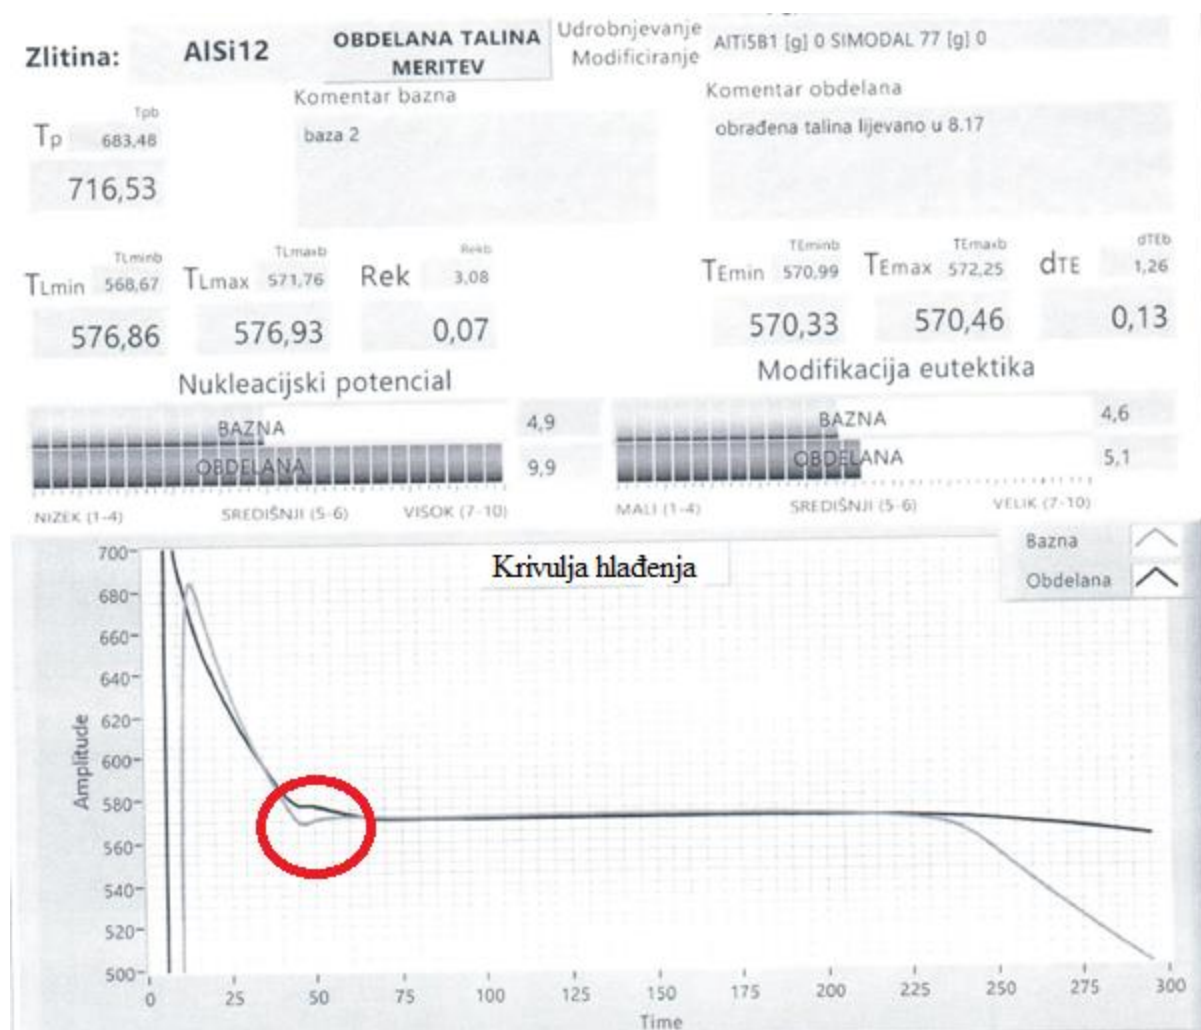 Zlitina: AlSi12 OBDELANA TALINA Udrobnjevanje AlTi5B1 [g] 0 SIMODAL 77 [g] 0
MERITEV Modificiranje
Komentar bazna Komentar obdelana
Tp Tpb 683,48 baza 2 obrađena talina lijevano u 8.17
716,53
TLminb TLmaxb Rekb TEminb TEmaxb dTEb
TLmin 568,67 TLmax 571,76 Rek 3,08 TEmin 570,99 TEmax 572,25 dTE 1,26
576,86 576,93 0,07 570,33 570,46 0,13
Nukleacijski potencial Modifikacija eutektika
BAZNA 4,9 BAZNA 4,6
OBDELANA 9,9 OBDELANA 5,1
NIZEK (1-4) SREDIŠNJI (5-6) VISOK (7-10) MALI (1-4) SREDIŠNJI (5-6) VELIK (7-10)
Krivulja hlađenja
Bazna
Obdelana
Amplitude
700
680
660
640
620
600
580
560
540
520
500
0 25 50 75 100 125 150 175 200 225 250 275 300
Time